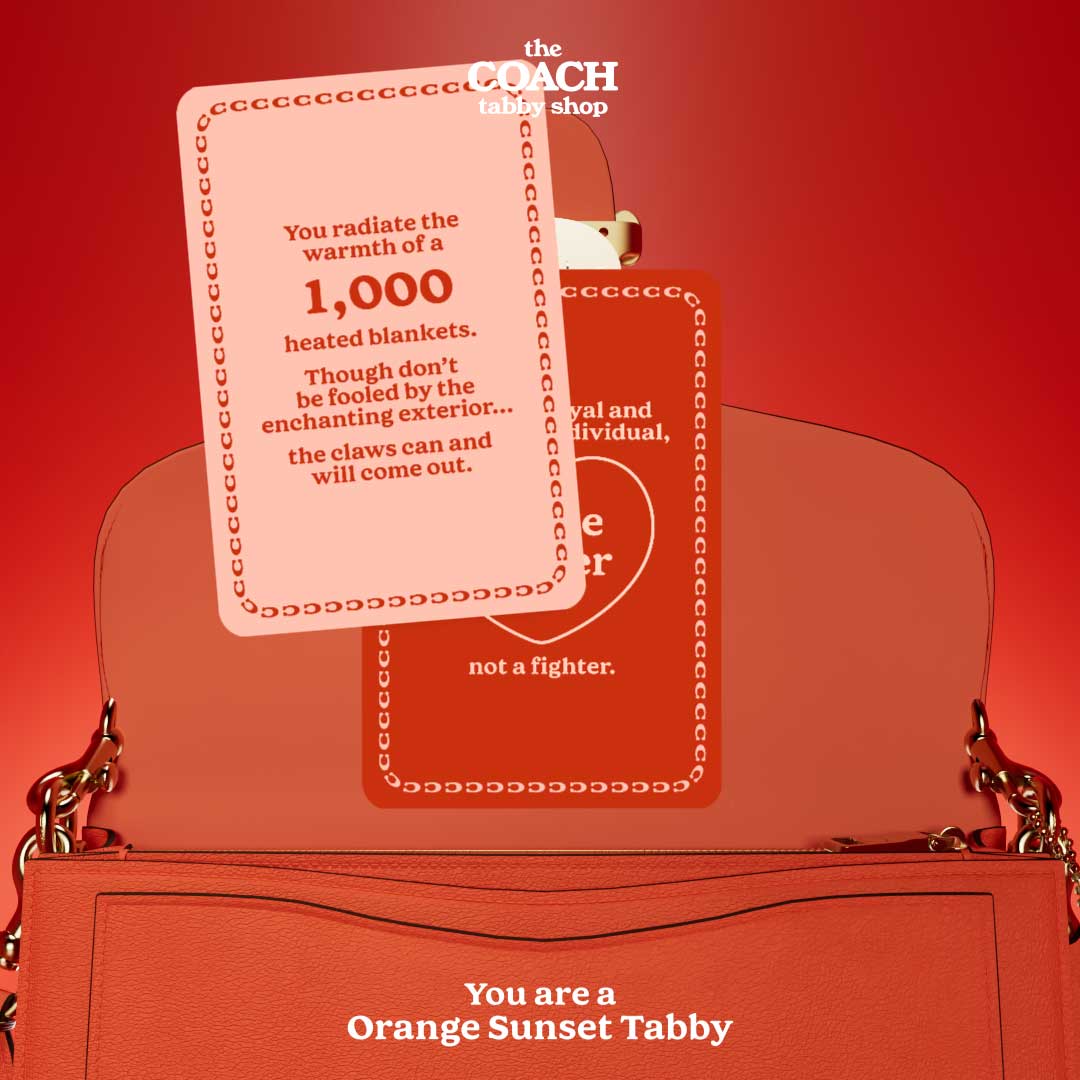 the
COACH
tabby shop
You radiate the
warmth of a
1,000
heated blankets.
Though don't
be fooled by the
enchanting exterior...
the claws can and
will come out.
and
not a fighter.
You are a
Orange Sunset Tabby